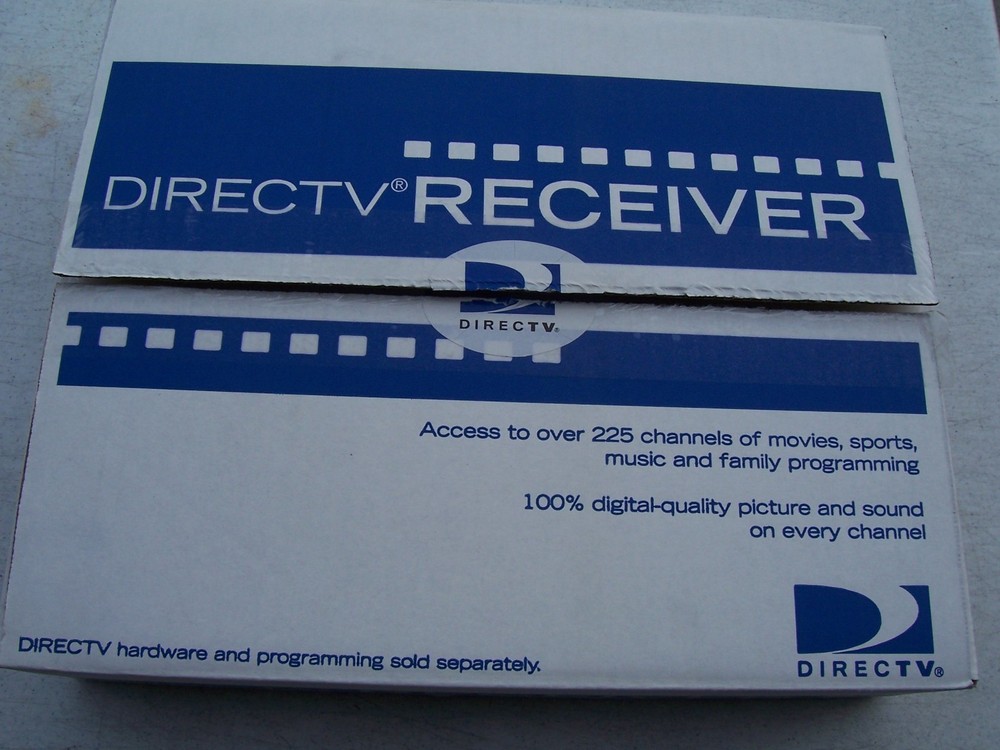 DIRECTV® RECEIVER
DIRECTV®
Access to over 225 channels of movies, sports,
music and family programming
100% digital-quality picture and sound
on every channel
DIRECTV hardware and programming sold separately.
DIRECTV®